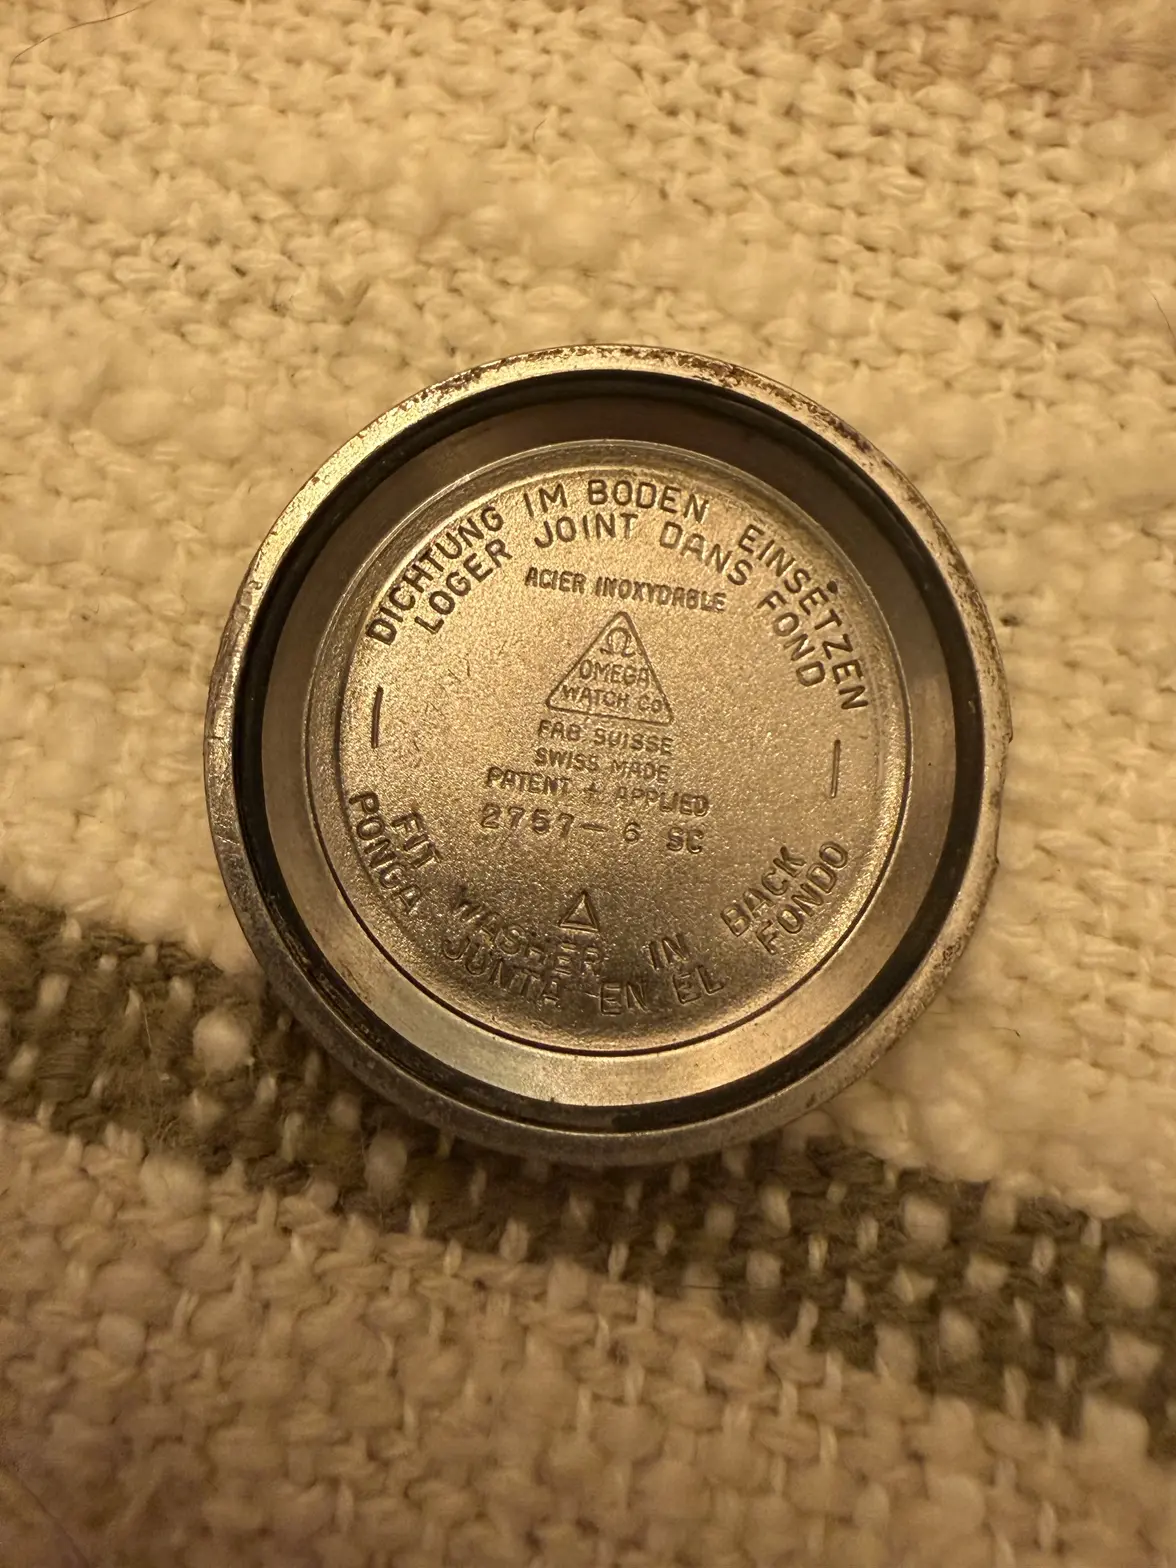 DICHTUNG IM BODEN EINSETZEN
LOGER JOINT DANS FOND
ACIER INOXYDABLE
Ω
OMEGA
WATCH Co
FAB. SUISSE
SWISS MADE
PATENT + APPLIED
2757-6 SC
FIT WASHER IN BACK
PONGA JUNTA EN EL FONDO